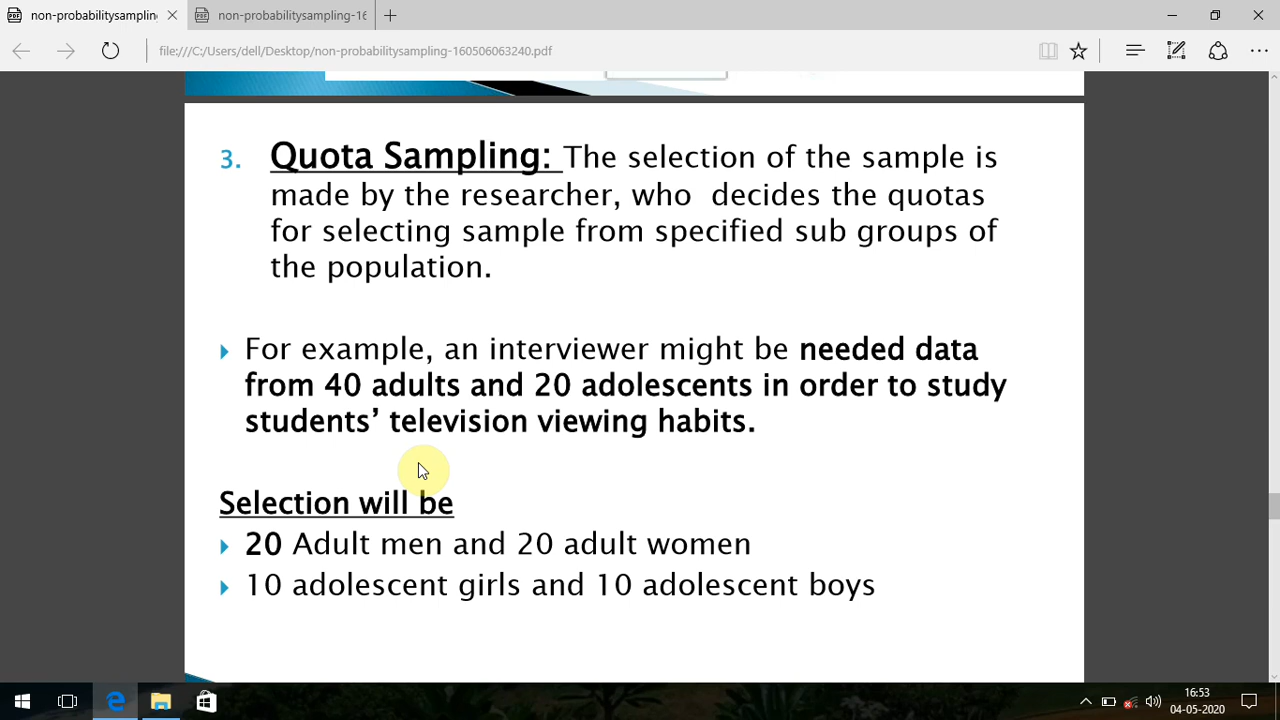 non-probabilitysampling
non-probabilitysampling-16
file:///C:/Users/dell/Desktop/non-probabilitysampling-160506063240.pdf
3. Quota Sampling: The selection of the sample is
made by the researcher, who decides the quotas
for selecting sample from specified sub groups of
the population.
For example, an interviewer might be needed data
from 40 adults and 20 adolescents in order to study
students’ television viewing habits.
Selection will be
20 Adult men and 20 adult women
10 adolescent girls and 10 adolescent boys
16:53
04-05-2020